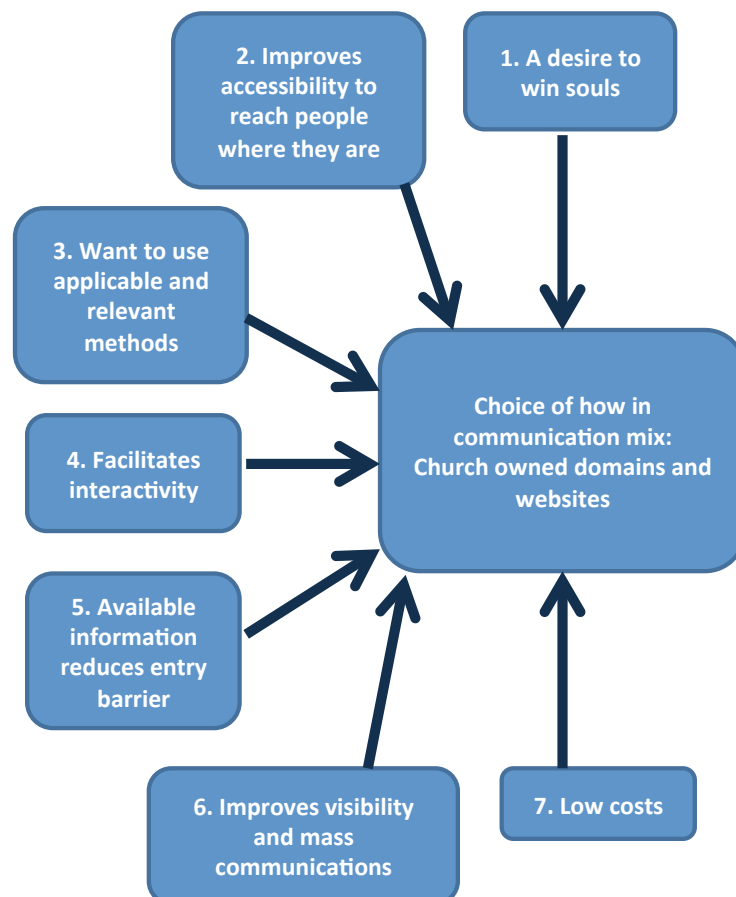 1. A desire to
win souls
2. Improves
accessibility to
reach people
where they are
3. Want to use
applicable and
relevant
methods
4. Facilitates
interactivity
5. Available
information
reduces entry
barrier
6. Improves visibility
and mass
communications
7. Low costs
Choice of how in
communication mix:
Church owned domains and
websites